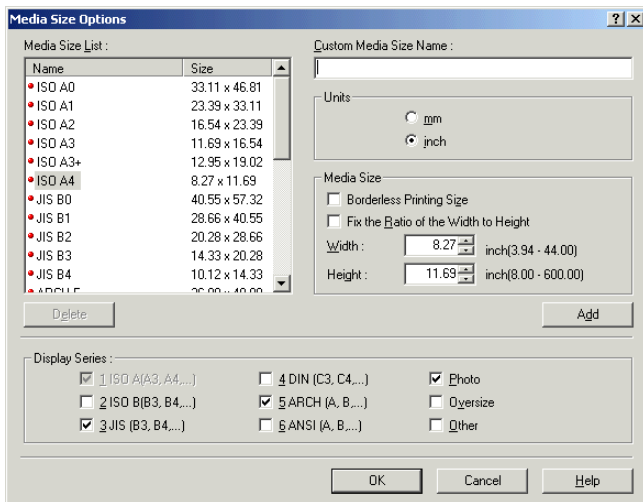 Media Size Options
Media Size List :
Custom Media Size Name :
Name Size
ISO A0 33.11 x 46.81
ISO A1 23.39 x 33.11
ISO A2 16.54 x 23.39
ISO A3 11.69 x 16.54
ISO A3+ 12.95 x 19.02
ISO A4 8.27 x 11.69
JIS B0 40.55 x 57.32
JIS B1 28.66 x 40.55
JIS B2 20.28 x 28.66
JIS B3 14.33 x 20.28
JIS B4 10.12 x 14.33
Delete
Units
mm
inch
Media Size
Borderless Printing Size
Fix the Ratio of the Width to Height
Width : 8.27 inch(3.94 - 44.00)
Height : 11.69 inch(8.00 - 600.00)
Add
Display Series :
1 ISO A(A3, A4,...) 4 DIN (C3, C4,...) Photo
2 ISO B(B3, B4,...) 5 ARCH (A, B,...) Oversize
3 JIS (B3, B4,...) 6 ANSI (A, B,...) Other
OK Cancel Help